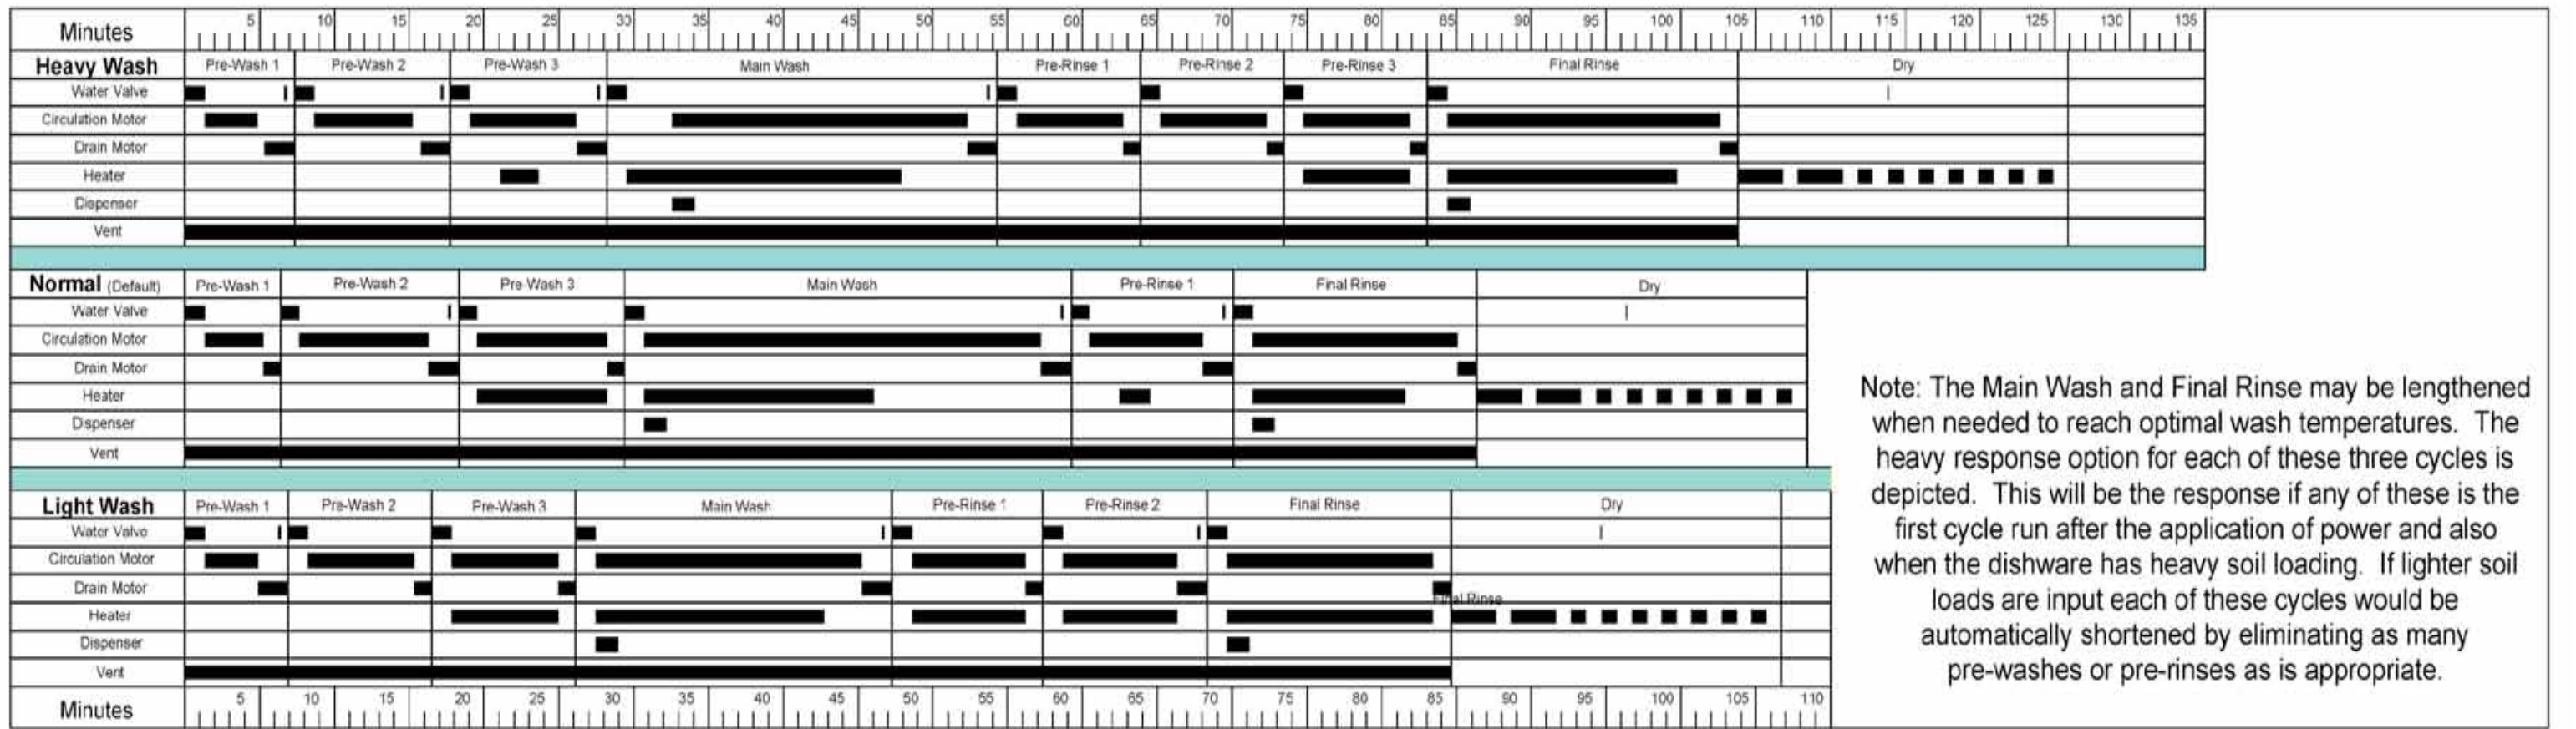 Minutes 5 10 15 20 25 30 35 40 45 50 55 60 65 70 75 80 85 90 95 100 105 110 115 120 125 130 135
Heavy Wash Pre-Wash 1 Pre-Wash 2 Pre-Wash 3 Main Wash Pre-Rinse 1 Pre-Rinse 2 Pre-Rinse 3 Final Rinse Dry
Water Valve
Circulation Motor
Drain Motor
Heater
Dispenser
Vent
Normal (Default) Pre-Wash 1 Pre-Wash 2 Pre-Wash 3 Main Wash Pre-Rinse 1 Final Rinse Dry
Water Valve
Circulation Motor
Drain Motor
Heater
Dispenser
Vent
Light Wash Pre-Wash 1 Pre-Wash 2 Pre-Wash 3 Main Wash Pre-Rinse 1 Pre-Rinse 2 Final Rinse Dry
Water Valve
Circulation Motor
Drain Motor
Final Rinse
Heater
Dispenser
Vent
Minutes 5 10 15 20 25 30 35 40 45 50 55 60 65 70 75 80 85 90 95 100 105 110
Note: The Main Wash and Final Rinse may be lengthened
when needed to reach optimal wash temperatures. The
heavy response option for each of these three cycles is
depicted. This will be the response if any of these is the
first cycle run after the application of power and also
when the dishware has heavy soil loading. If lighter soil
loads are input each of these cycles would be
automatically shortened by eliminating as many
pre-washes or pre-rinses as is appropriate.